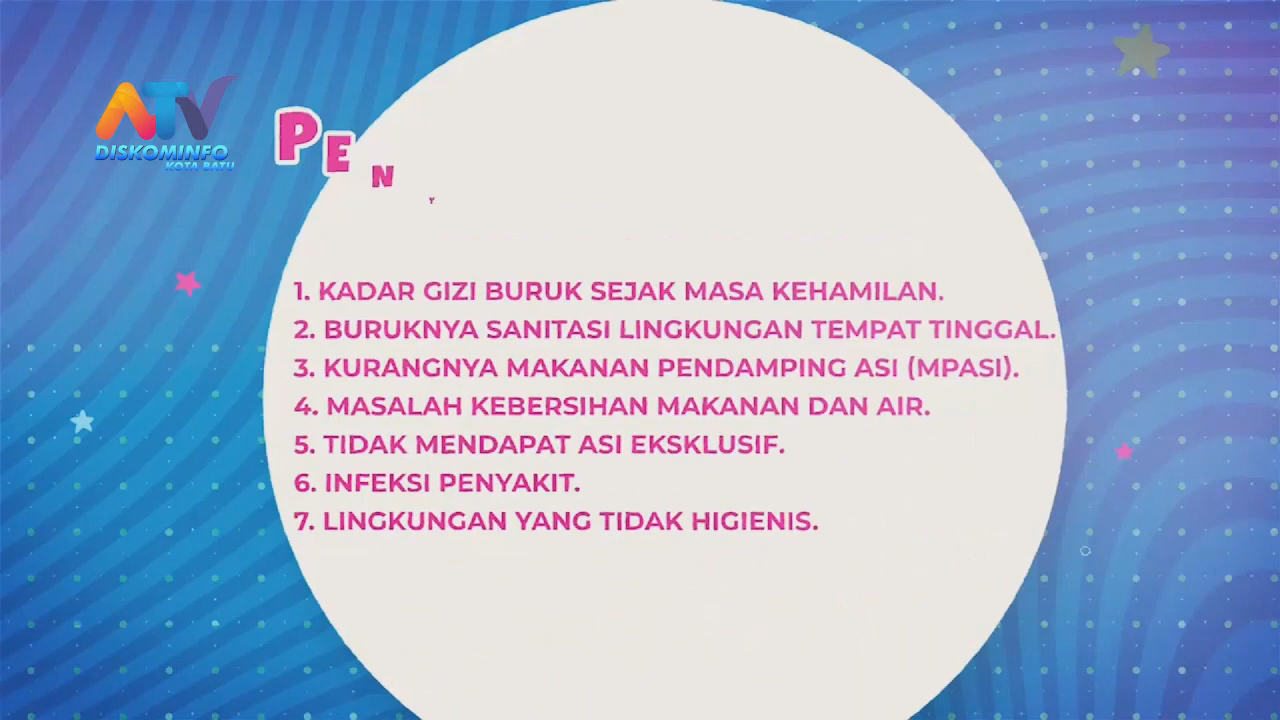 ATV
DISKOMINFO
KOTA BATU
PENY
1. KADAR GIZI BURUK SEJAK MASA KEHAMILAN.
2. BURUKNYA SANITASI LINGKUNGAN TEMPAT TINGGAL.
3. KURANGNYA MAKANAN PENDAMPING ASI (MPASI).
4. MASALAH KEBERSIHAN MAKANAN DAN AIR.
5. TIDAK MENDAPAT ASI EKSKLUSIF.
6. INFEKSI PENYAKIT.
7. LINGKUNGAN YANG TIDAK HIGIENIS.